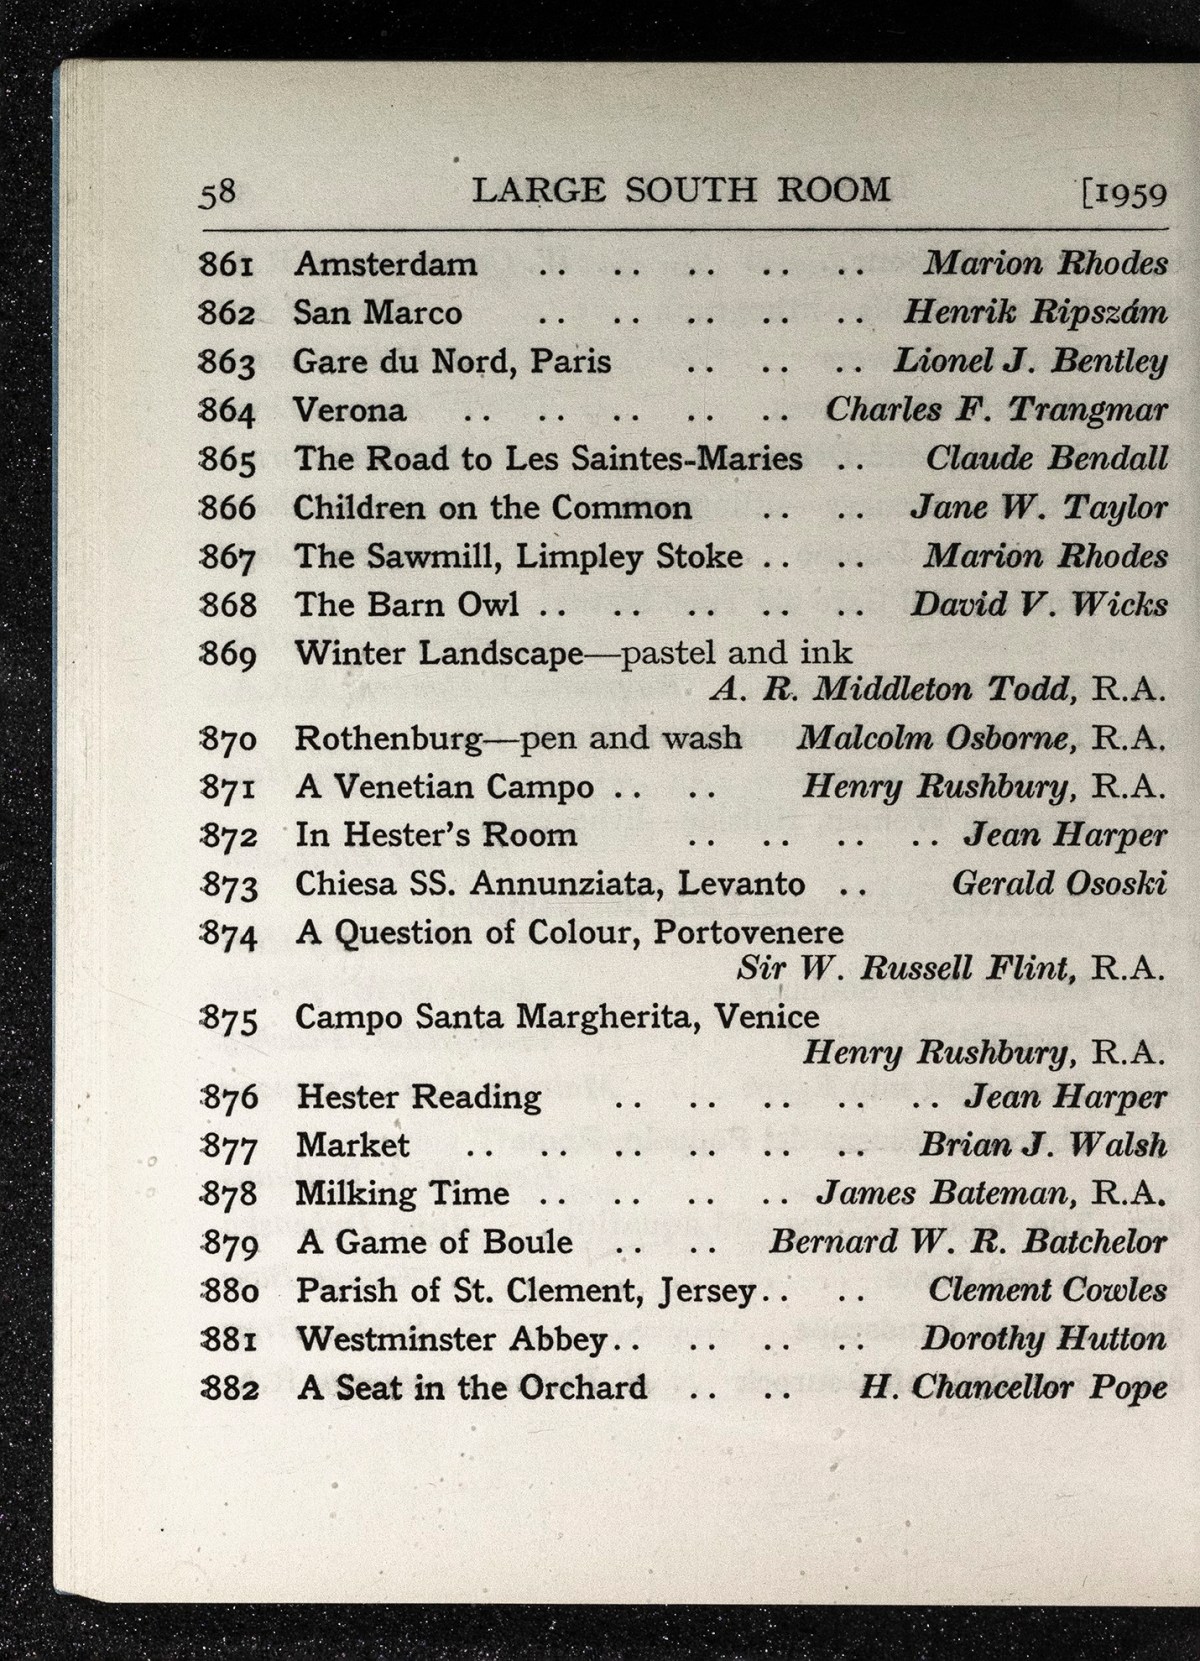 58 LARGE SOUTH ROOM [1959
861 Amsterdam .. .. .. .. .. Marion Rhodes
862 San Marco .. .. .. .. .. Henrik Ripszám
863 Gare du Nord, Paris .. .. .. Lionel J. Bentley
864 Verona .. .. .. .. .. Charles F. Trangmar
865 The Road to Les Saintes-Maries .. Claude Bendall
866 Children on the Common .. .. Jane W. Taylor
867 The Sawmill, Limpley Stoke .. .. Marion Rhodes
868 The Barn Owl .. .. .. .. .. David V. Wicks
869 Winter Landscape—pastel and ink
A. R. Middleton Todd, R.A.
870 Rothenburg—pen and wash Malcolm Osborne, R.A.
871 A Venetian Campo .. .. Henry Rushbury, R.A.
872 In Hester's Room .. .. .. .. Jean Harper
873 Chiesa SS. Annunziata, Levanto .. Gerald Ososki
874 A Question of Colour, Portovenere
Sir W. Russell Flint, R.A.
875 Campo Santa Margherita, Venice
Henry Rushbury, R.A.
876 Hester Reading .. .. .. .. .. Jean Harper
877 Market .. .. .. .. .. .. Brian J. Walsh
878 Milking Time .. .. .. .. James Bateman, R.A.
879 A Game of Boule .. .. Bernard W. R. Batchelor
880 Parish of St. Clement, Jersey .. .. Clement Cowles
881 Westminster Abbey .. .. .. .. Dorothy Hutton
882 A Seat in the Orchard .. .. H. Chancellor Pope